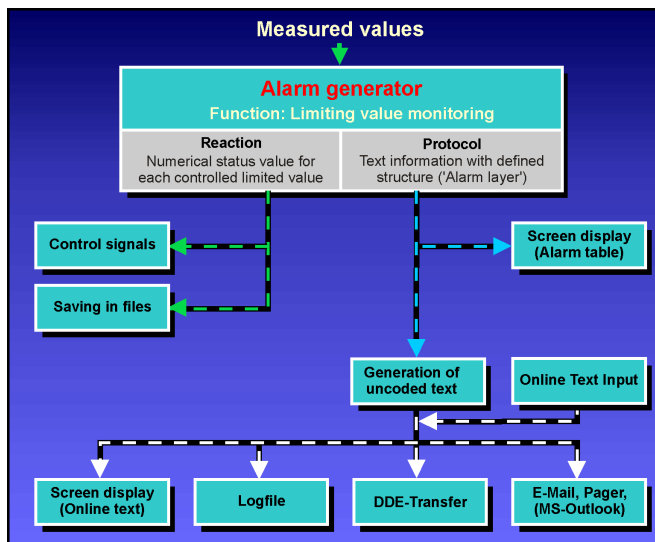 Measured values
Alarm generator
Function: Limiting value monitoring
Reaction
Numerical status value for
each controlled limited value
Protocol
Text information with defined
structure ('Alarm layer')
Control signals
Screen display
(Alarm table)
Saving in files
Generation of
uncoded text
Online Text Input
Screen display
(Online text)
Logfile
DDE-Transfer
E-Mail, Pager,
(MS-Outlook)